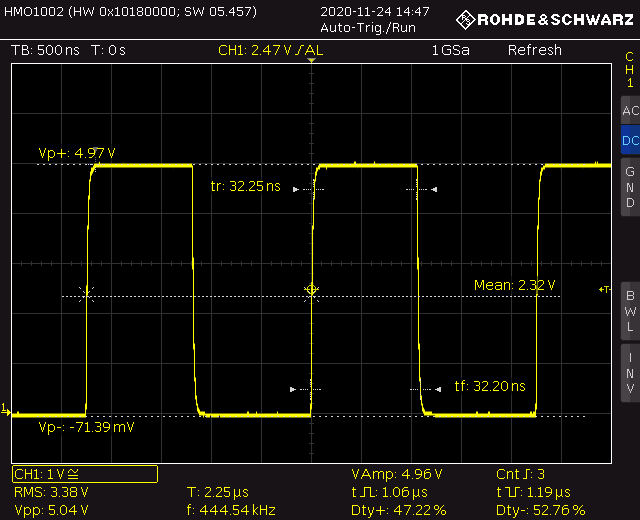 HMO1002 (HW 0x10180000; SW 05.457)
2020-11-24 14:47
Auto-Trig./Run
ROHDE&SCHWARZ
TB: 500 ns T: 0 s
CH1: 2.47 V / AL
1 GSa
Refresh
CH1
AC
DC
GND
BWL
INV
Vp+: 4.97 V
tr: 32.25 ns
Mean: 2.32 V
T
tf: 32.20 ns
1
Vp-: -71.39 mV
CH1: 1 V ≅
VAmp: 4.96 V
Cnt: 3
RMS: 3.38 V
T: 2.25 µs
t: 1.06 µs
t: 1.19 µs
Vpp: 5.04 V
f: 444.54 kHz
Dty+: 47.22 %
Dty-: 52.76 %